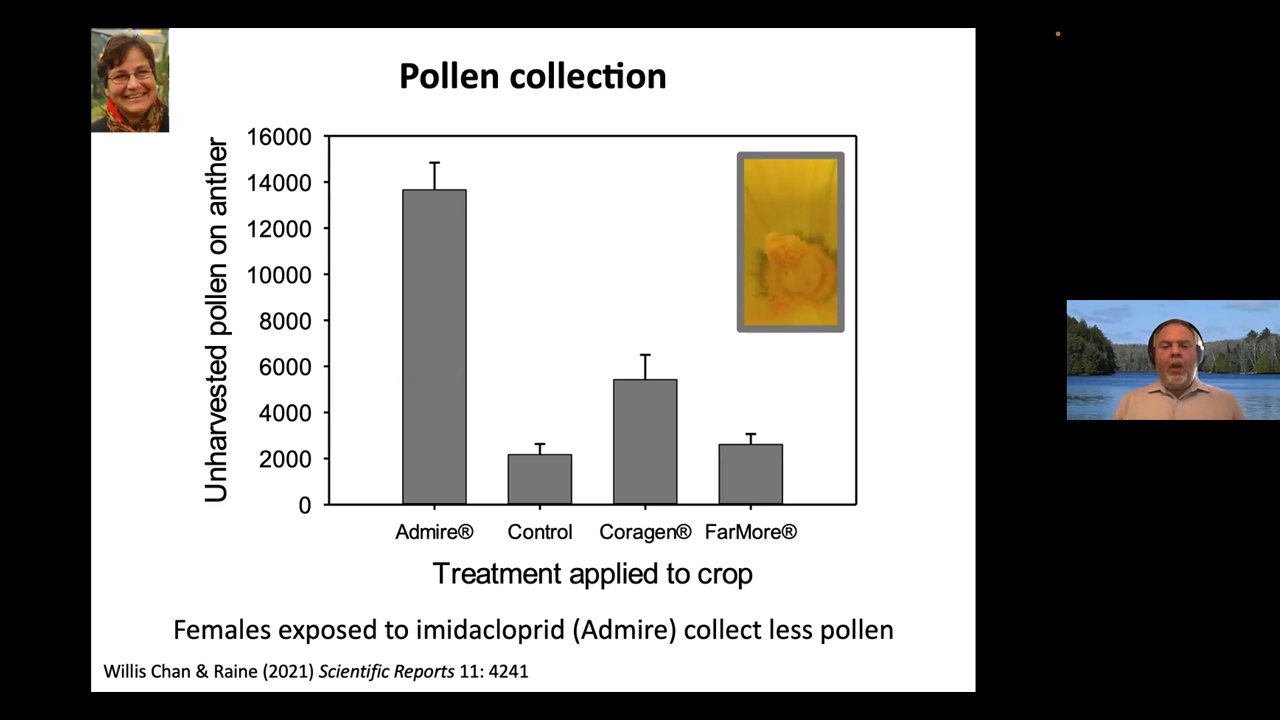 Pollen collection
Unharvested pollen on anther
16000
14000
12000
10000
8000
6000
4000
2000
0
Admire® Control Coragen® FarMore®
Treatment applied to crop
Females exposed to imidacloprid (Admire) collect less pollen
Willis Chan & Raine (2021) Scientific Reports 11: 4241